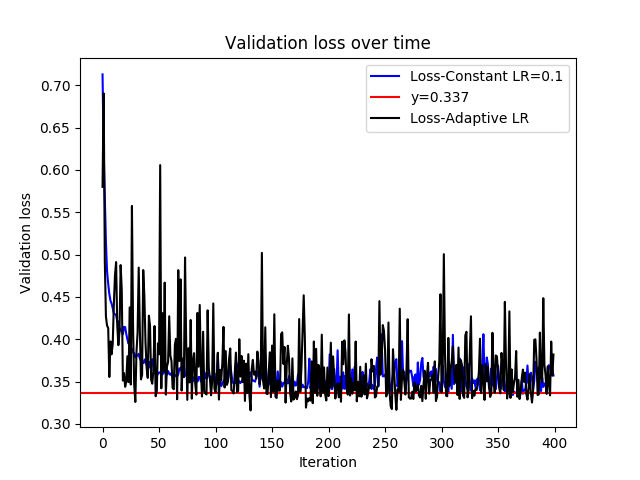 Validation loss over time
Loss-Constant LR=0.1
y=0.337
Loss-Adaptive LR
Validation loss
0.70
0.65
0.60
0.55
0.50
0.45
0.40
0.35
0.30
0 50 100 150 200 250 300 350 400
Iteration